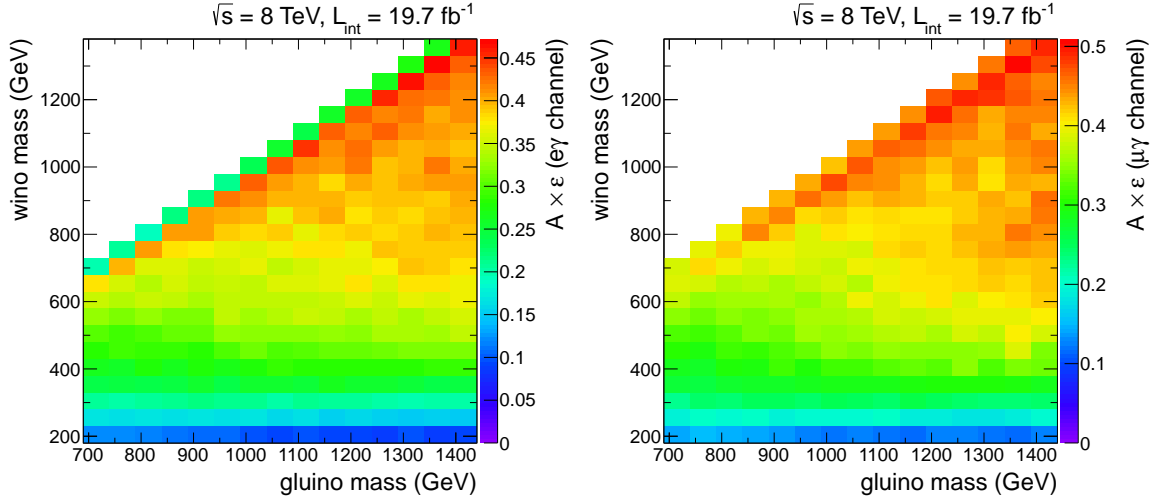 √s = 8 TeV, L_int = 19.7 fb⁻¹
wino mass (GeV)
1200
1000
800
600
400
200
700 800 900 1000 1100 1200 1300 1400
gluino mass (GeV)
0.45
0.4
0.35
0.3
0.25
0.2
0.15
0.1
0.05
0
A × ε (eγ channel)
√s = 8 TeV, L_int = 19.7 fb⁻¹
wino mass (GeV)
1200
1000
800
600
400
200
700 800 900 1000 1100 1200 1300 1400
gluino mass (GeV)
0.5
0.4
0.3
0.2
0.1
0
A × ε (μγ channel)